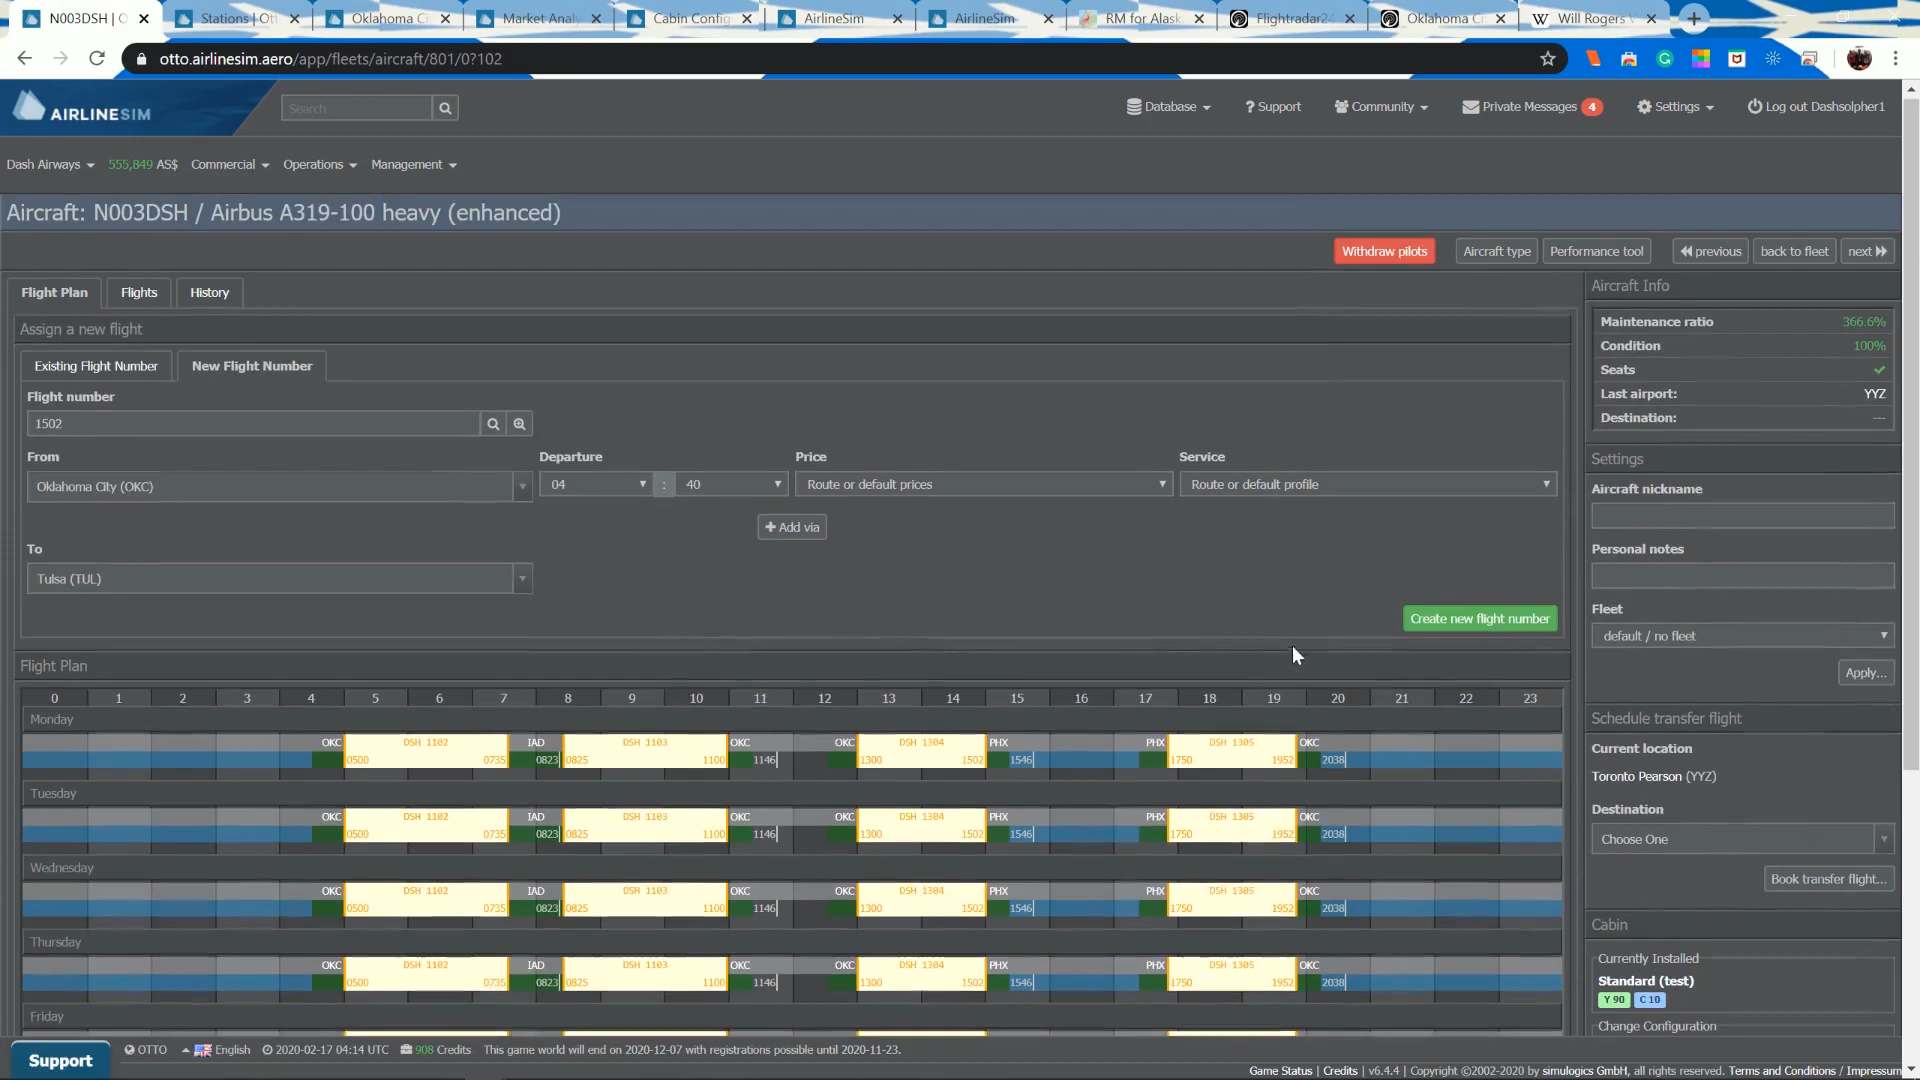 N003DSH | O
Stations | Ott
Oklahoma Ci
Market Anal
Cabin Config
AirlineSim
AirlineSim
RM for Alask
Flightradar24
Oklahoma Ci
Will Rogers
otto.airlinesim.aero/app/fleets/aircraft/801/0?102
AIRLINESIM
Search
Database
? Support
Community
Private Messages 4
Settings
Log out Dashsolpher1
Dash Airways
555,849 AS$
Commercial
Operations
Management
Aircraft: N003DSH / Airbus A319-100 heavy (enhanced)
Withdraw pilots
Aircraft type
Performance tool
previous
back to fleet
next
Flight Plan
Flights
History
Aircraft Info
Assign a new flight
Maintenance ratio 366.6%
Condition 100%
Seats
Last airport: YYZ
Destination: ---
Existing Flight Number
New Flight Number
Flight number
1502
From
Departure
Price
Service
Oklahoma City (OKC)
04 : 40
Route or default prices
Route or default profile
+ Add via
To
Tulsa (TUL)
Create new flight number
Settings
Aircraft nickname
Personal notes
Fleet
default / no fleet
Apply...
Flight Plan
0 1 2 3 4 5 6 7 8 9 10 11 12 13 14 15 16 17 18 19 20 21 22 23
Monday
OKC DSH 1102 IAD DSH 1103 OKC OKC DSH 1304 PHX PHX DSH 1305 OKC
0500 0735 0823 0825 1100 1146 1300 1502 1546 1750 1952 2038
Tuesday
OKC DSH 1102 IAD DSH 1103 OKC OKC DSH 1304 PHX PHX DSH 1305 OKC
0500 0735 0823 0825 1100 1146 1300 1502 1546 1750 1952 2038
Wednesday
OKC DSH 1102 IAD DSH 1103 OKC OKC DSH 1304 PHX PHX DSH 1305 OKC
0500 0735 0823 0825 1100 1146 1300 1502 1546 1750 1952 2038
Thursday
OKC DSH 1102 IAD DSH 1103 OKC OKC DSH 1304 PHX PHX DSH 1305 OKC
0500 0735 0823 0825 1100 1146 1300 1502 1546 1750 1952 2038
Friday
Schedule transfer flight
Current location
Toronto Pearson (YYZ)
Destination
Choose One
Book transfer flight...
Cabin
Currently Installed
Standard (test)
Y 90 C 10
Change Configuration
Support
OTTO
English
2020-02-17 04:14 UTC
908 Credits
This game world will end on 2020-12-07 with registrations possible until 2020-11-23.
Game Status | Credits | v6.4.4 | Copyright ©2002-2020 by simulogics GmbH, all rights reserved. Terms and Conditions / Impressum